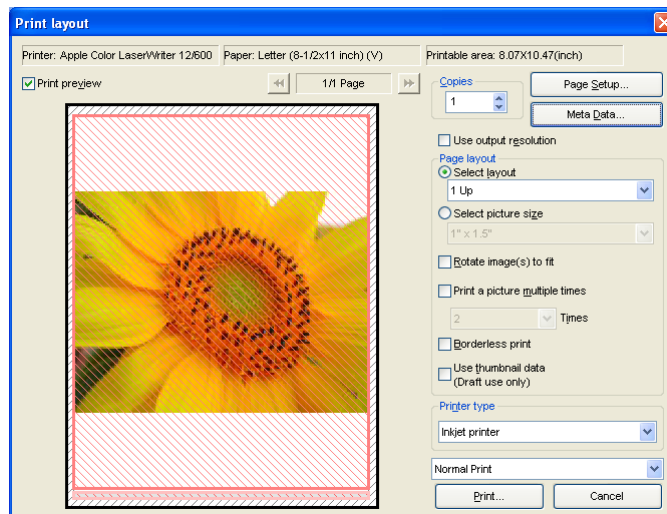 Print layout
Printer: Apple Color LaserWriter 12/600
Paper: Letter (8-1/2x11 inch) (V)
Printable area: 8.07X10.47(inch)
Print preview
1/1 Page
Copies
1
Page Setup...
Meta Data...
Use output resolution
Page layout
Select layout
1 Up
Select picture size
1" x 1.5"
Rotate image(s) to fit
Print a picture multiple times
2
Times
Borderless print
Use thumbnail data
(Draft use only)
Printer type
Inkjet printer
Normal Print
Print...
Cancel